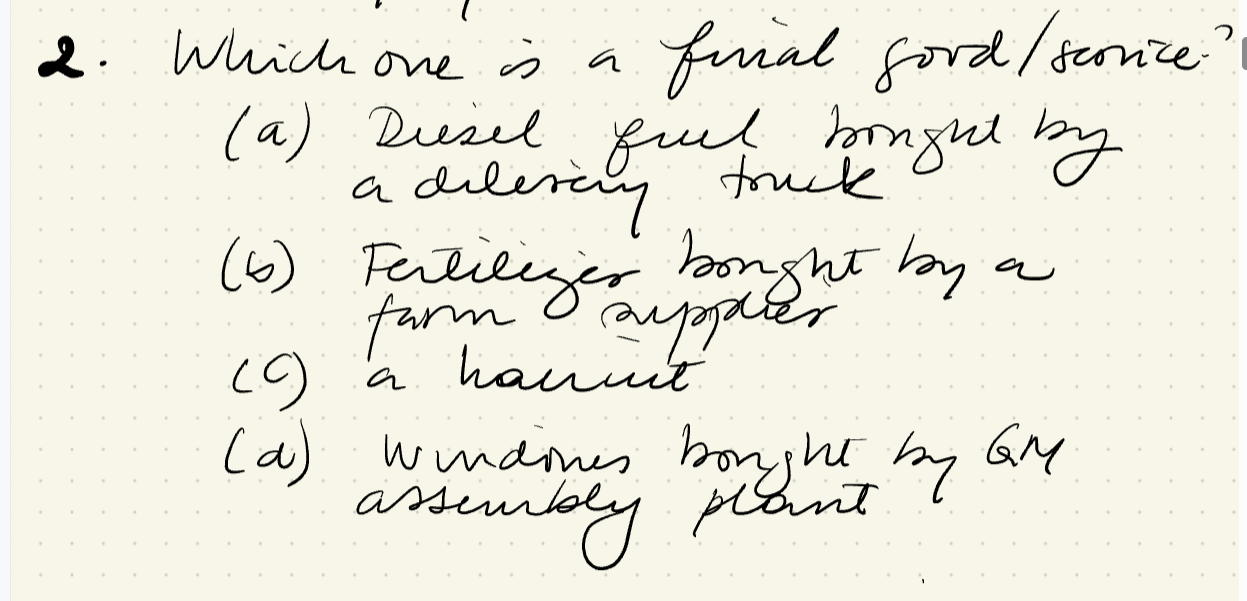 2. Which one is a final good/service?
(a) Diesel fuel bought by
a delivery truck
(b) Fertilizer bought by a
farm supplier
(c) a haircut
(d) Windows bought by GM
assembly plant